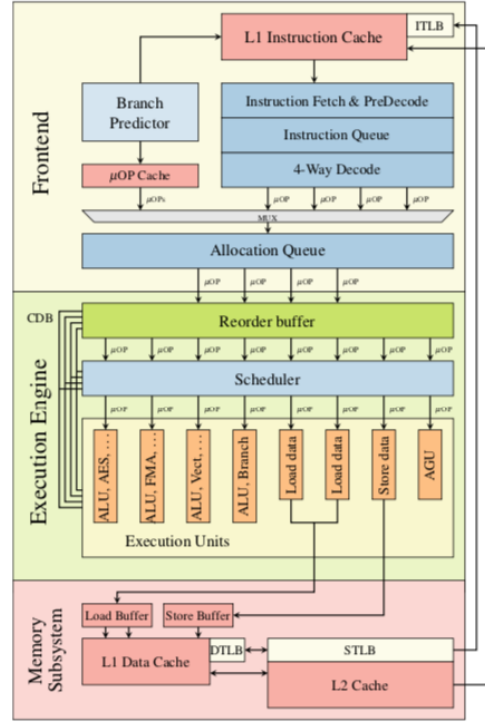 Frontend
L1 Instruction Cache
ITLB
Branch
Predictor
Instruction Fetch & PreDecode
Instruction Queue
μOP Cache
4-Way Decode
μOPs
μOP μOP μOP μOP
MUX
Allocation Queue
μOP μOP μOP μOP
Execution Engine
CDB
Reorder buffer
μOP μOP μOP μOP μOP μOP μOP μOP
Scheduler
μOP μOP μOP μOP μOP μOP μOP μOP
ALU, AES, . . .
ALU, FMA, . . .
ALU, Vect, . . .
ALU, Branch
Load data
Load data
Store data
AGU
Execution Units
Memory
Subsystem
Load Buffer
Store Buffer
L1 Data Cache
DTLB
STLB
L2 Cache